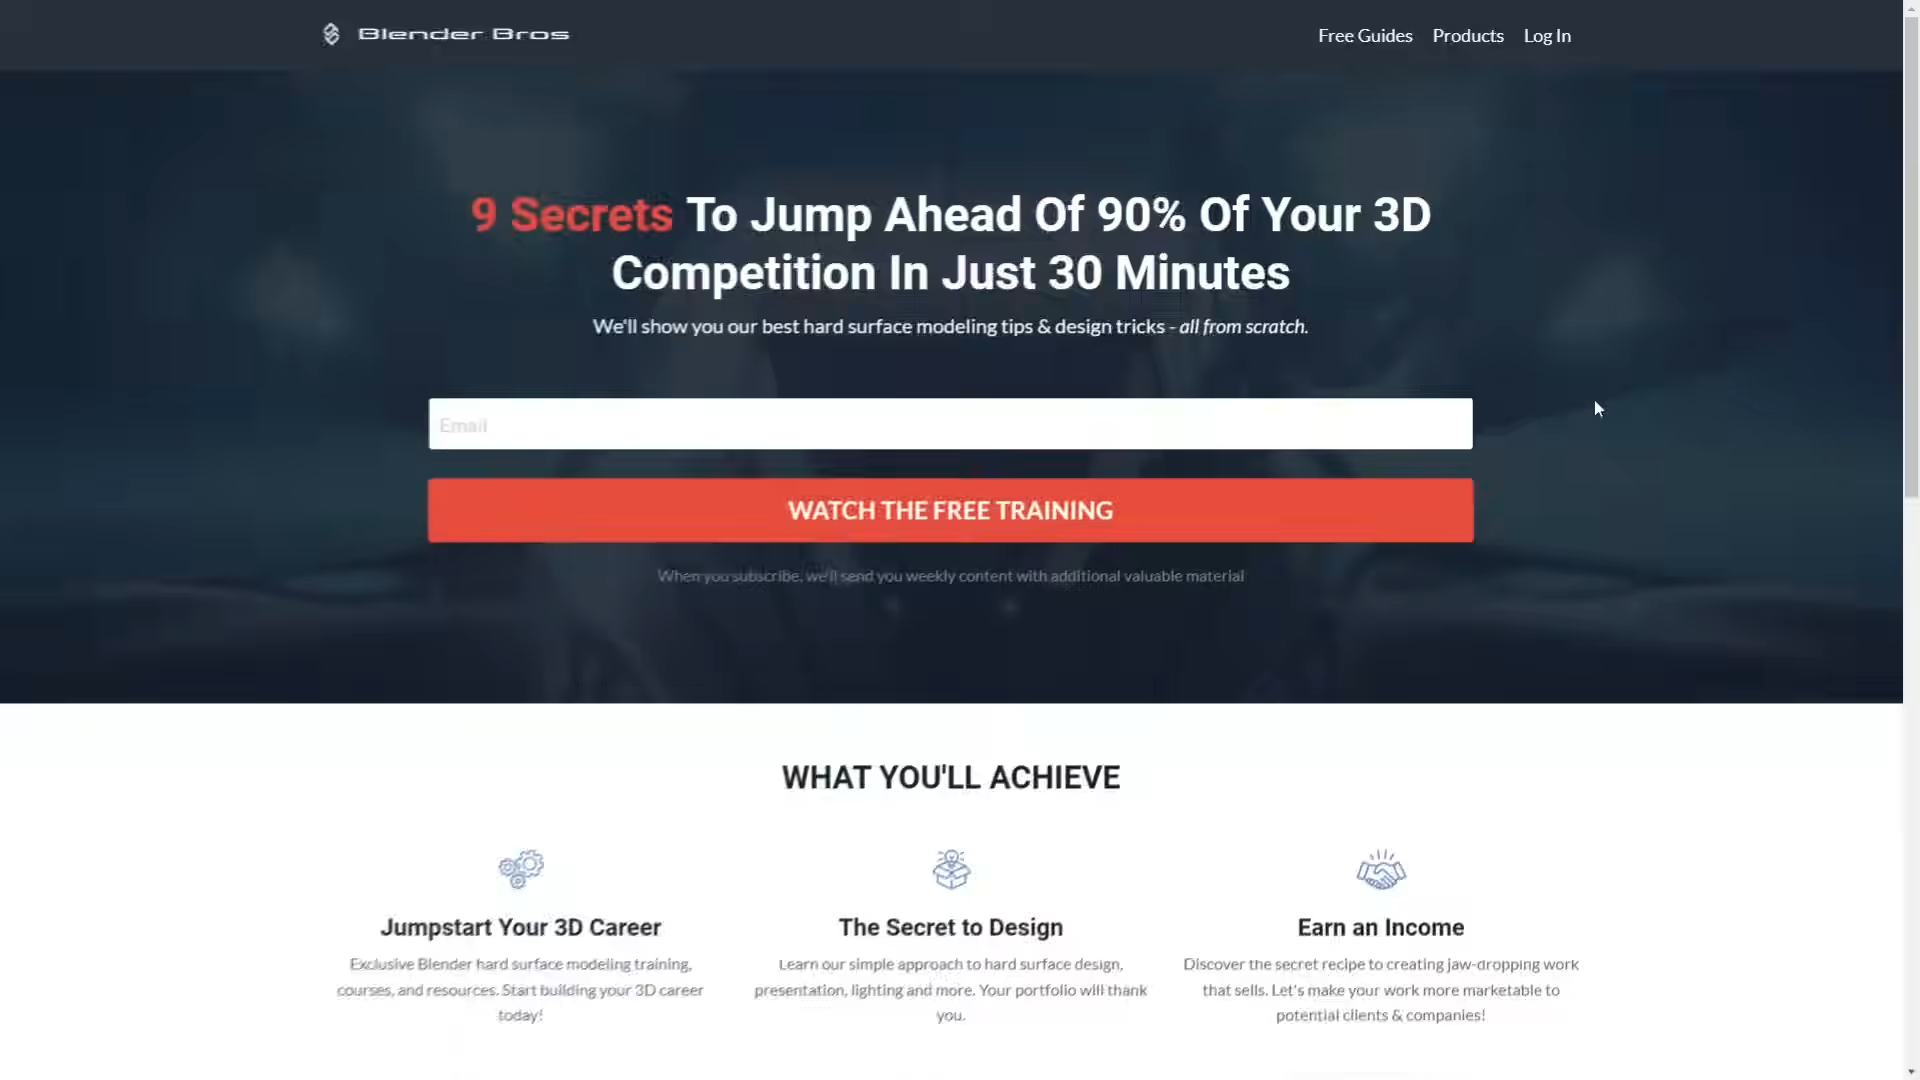 Blender Bros
Free Guides Products Log In
9 Secrets To Jump Ahead Of 90% Of Your 3D
Competition In Just 30 Minutes
We'll show you our best hard surface modeling tips & design tricks - all from scratch.
Email
WATCH THE FREE TRAINING
When you subscribe, we'll send you weekly content with additional valuable material
WHAT YOU'LL ACHIEVE
Jumpstart Your 3D Career
Exclusive Blender hard surface modeling training,
courses, and resources. Start building your 3D career
today!
The Secret to Design
Learn our simple approach to hard surface design,
presentation, lighting and more. Your portfolio will thank
you.
Earn an Income
Discover the secret recipe to creating jaw-dropping work
that sells. Let's make your work more marketable to
potential clients & companies!